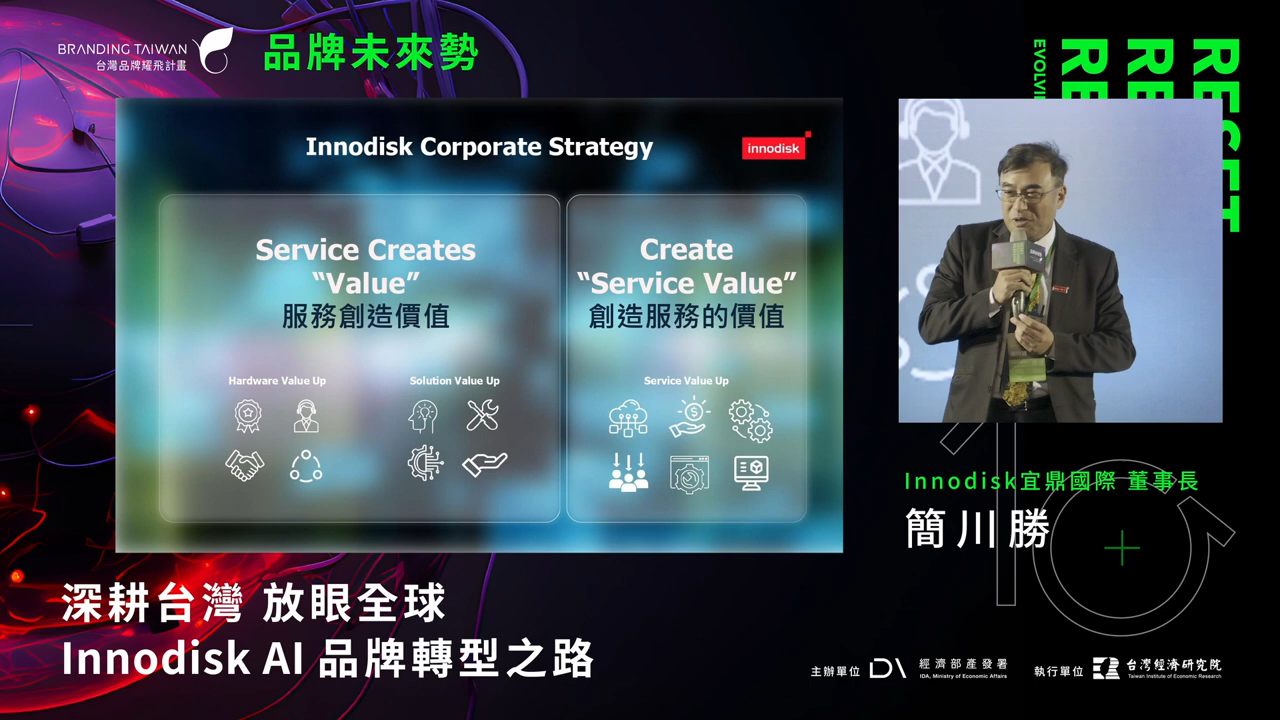 BRANDING TAIWAN
台灣品牌耀飛計畫
品牌未來勢
RESET
RE
RE
EVOLVI
Innodisk Corporate Strategy
innodisk
Service Creates
“Value”
服務創造價值
Hardware Value Up
Solution Value Up
Create
“Service Value”
創造服務的價值
Service Value Up
Innodisk宜鼎國際 董事長
簡川勝
深耕台灣 放眼全球
Innodisk AI 品牌轉型之路
主辦單位
經濟部產發署
IDA, Ministry of Economic Affairs
執行單位
台灣經濟研究院
Taiwan Institute of Economic Research